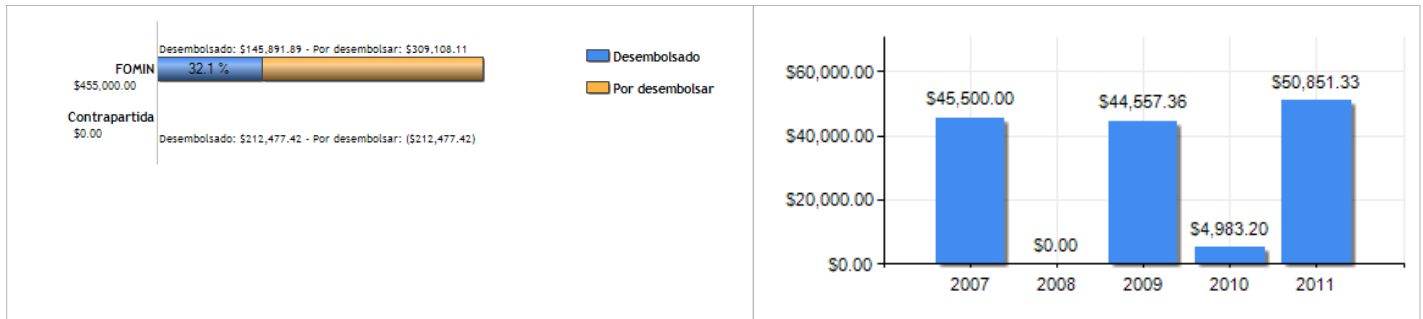 Desembolsado: $145,891.89 - Por desembolsar: $309,108.11
FOMIN
32.1 %
$455,000.00
Contrapartida
$0.00
Desembolsado: $212,477.42 - Por desembolsar: ($212,477.42)
Desembolsado
Por desembolsar
$60,000.00
$40,000.00
$20,000.00
$0.00
$45,500.00
$0.00
$44,557.36
$4,983.20
$50,851.33
2007 2008 2009 2010 2011